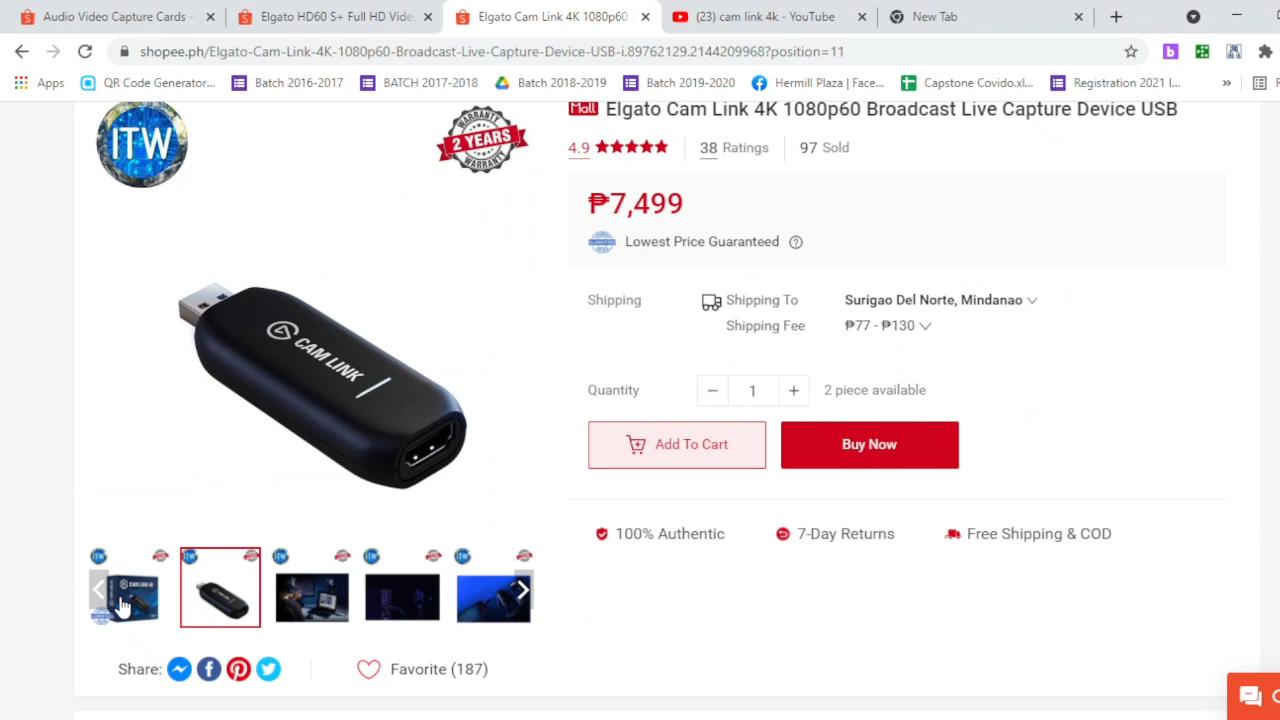 Audio Video Capture Cards -
Elgato HD60 S+ Full HD Vide
Elgato Cam Link 4K 1080p60
(23) cam link 4k - YouTube
New Tab
shopee.ph/Elgato-Cam-Link-4K-1080p60-Broadcast-Live-Capture-Device-USB-i.89762129.2144209968?position=11
Apps
QR Code Generator...
Batch 2016-2017
BATCH 2017-2018
Batch 2018-2019
Batch 2019-2020
Hermill Plaza | Face...
Capstone Covido.xl...
Registration 2021 I...
»
ITW
WARRANTY
2 YEARS
WARRANTY
CAM LINK
Mall Elgato Cam Link 4K 1080p60 Broadcast Live Capture Device USB
4.9
38 Ratings
97 Sold
₱7,499
Lowest Price Guaranteed
Shipping
Shipping To
Surigao Del Norte, Mindanao
Shipping Fee
₱77 - ₱130
Quantity
1
2 piece available
Add To Cart
Buy Now
100% Authentic
7-Day Returns
Free Shipping & COD
CAM LINK 4K
Share:
Favorite (187)